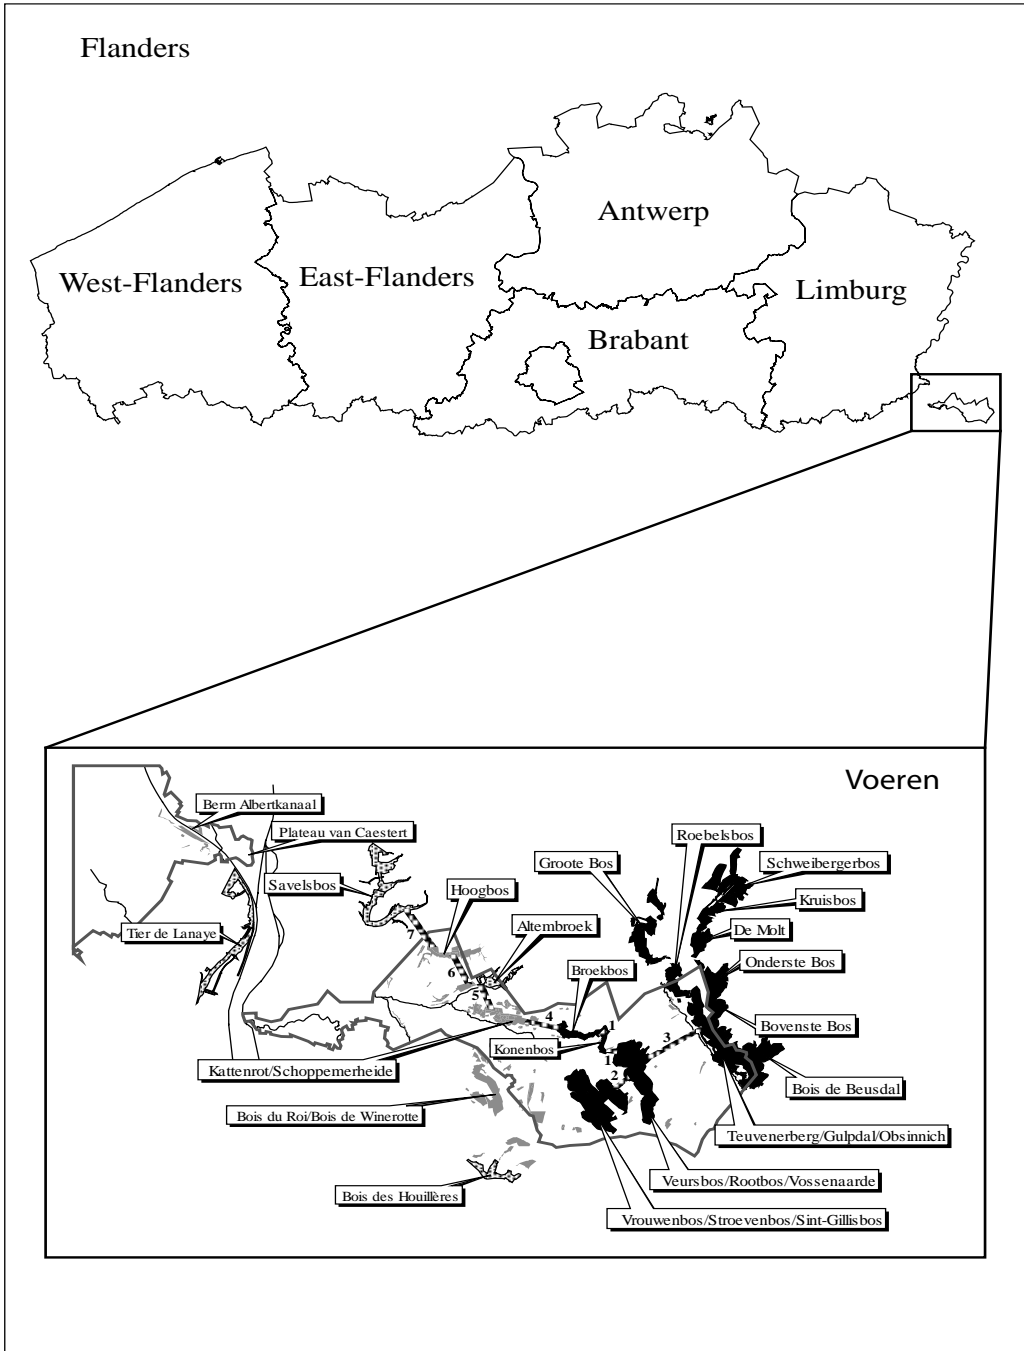 Flanders
Antwerp
West-Flanders
East-Flanders
Limburg
Brabant
Voeren
Berm Albertkanaal
Plateau van Caestert
Roebelsbos
Groote Bos
Schweibergerbos
Savelsbos
Hoogbos
Kruisbos
Altembroek
De Molt
Tier de Lanaye
7
Onderste Bos
Broekbos
6
5
4
1
Bovenste Bos
3
Konenbos
1
2
Kattenrot/Schoppemerheide
Bois de Beusdal
Bois du Roi/Bois de Winerotte
Teuvenerberg/Gulpdal/Obsinnich
Veursbos/Rootbos/Vossenaarde
Bois des Houillères
Vrouwenbos/Stroevenbos/Sint-Gillisbos